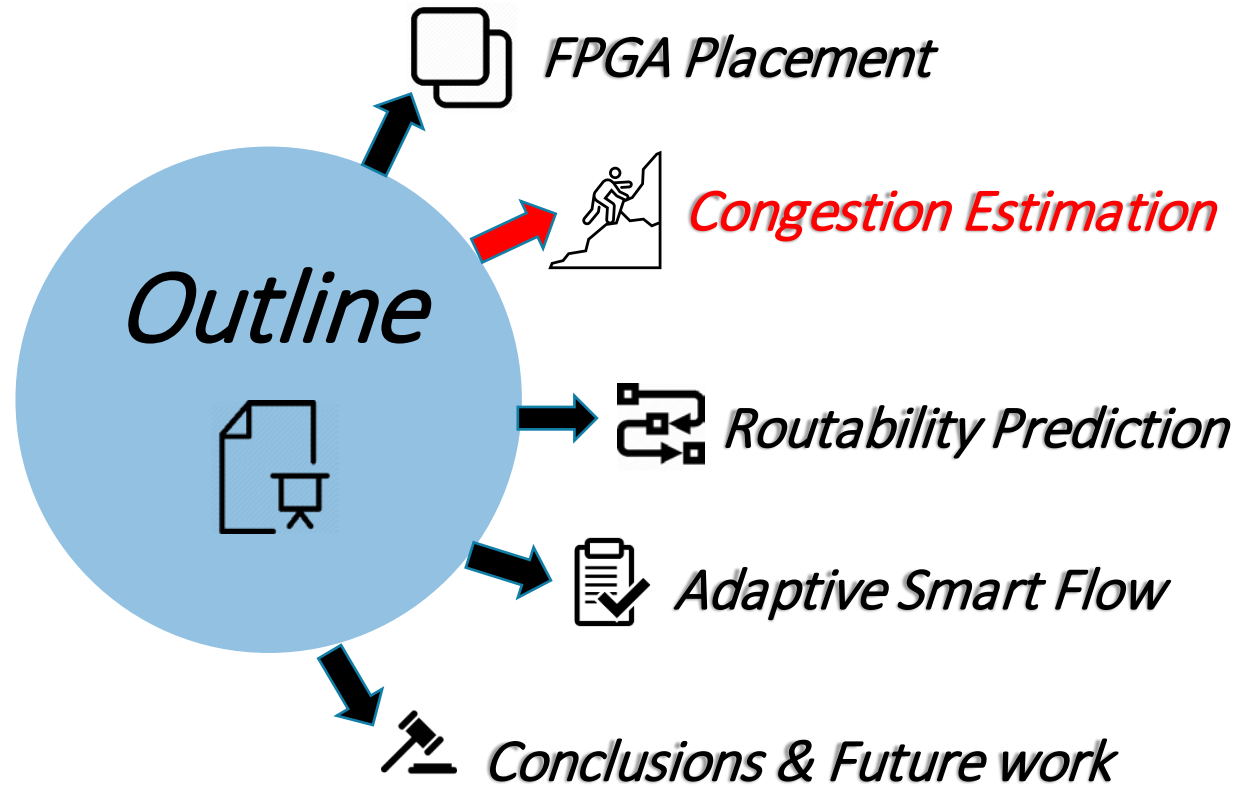 FPGA Placement
Congestion Estimation
Outline
Routability Prediction
Adaptive Smart Flow
Conclusions & Future work